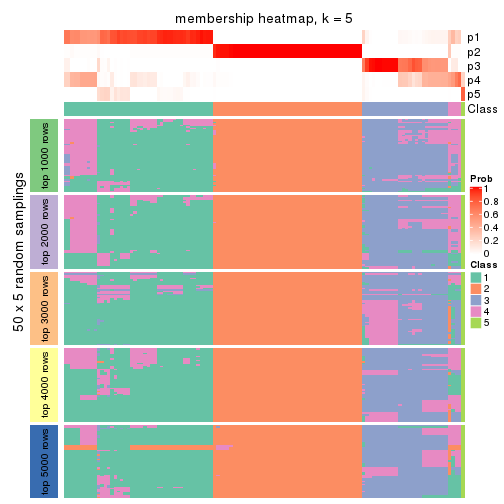 membership heatmap, k = 5
p1
p2
p3
p4
p5
Class
50 x 5 random samplings
top 1000 rows
top 2000 rows
top 3000 rows
top 4000 rows
top 5000 rows
Prob
1
0.8
0.6
0.4
0.2
0
Class
1
2
3
4
5